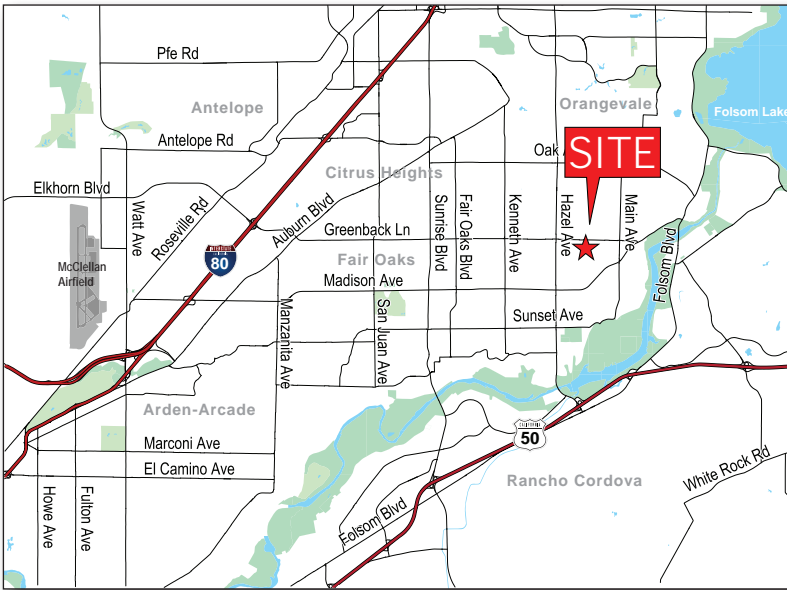 Pfe Rd
Antelope
Orangevale
Folsom Lake
Antelope Rd
Oak
SITE
Citrus Heights
Elkhorn Blvd
Watt Ave
Roseville Rd
Auburn Blvd
Sunrise Blvd
Fair Oaks Blvd
Kenneth Ave
Hazel Ave
Main Ave
Greenback Ln
Fair Oaks
80
McClellan
Airfield
Madison Ave
Folsom Blvd
Manzanita Ave
San Juan Ave
Sunset Ave
Arden-Arcade
Marconi Ave
50
El Camino Ave
Rancho Cordova
White Rock Rd
Howe Ave
Fulton Ave
Folsom Blvd